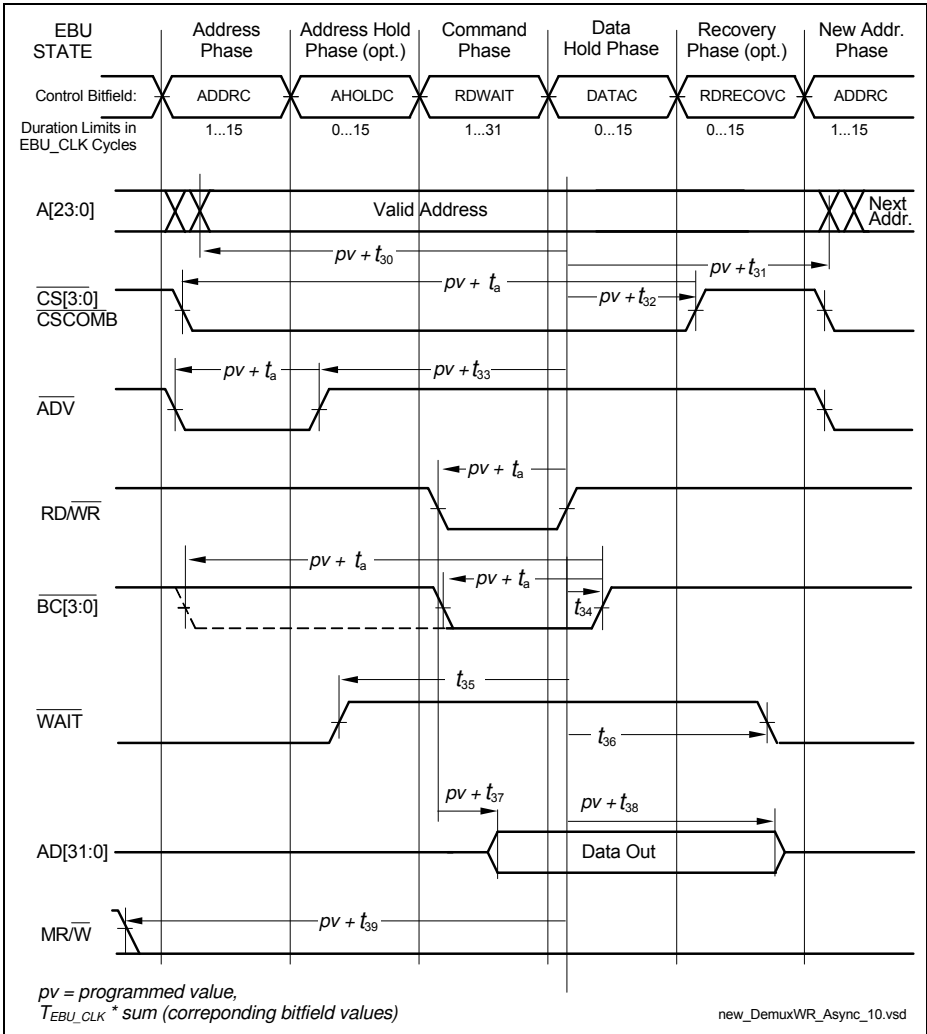 EBU STATE
Address Phase
Address Hold Phase (opt.)
Command Phase
Data Hold Phase
Recovery Phase (opt.)
New Addr. Phase
Control Bitfield: ADDRC AHOLDC RDWAIT DATAC RDRECOVC ADDRC
Duration Limits in EBU_CLK Cycles 1...15 0...15 1...31 0...15 0...15 1...15
A[23:0] Valid Address Next Addr.
pv + t30
pv + t31
pv + ta
CS[3:0]
CSCOMB
pv + t32
pv + ta
pv + t33
ADV
pv + ta
RD/WR
pv + ta
pv + ta
BC[3:0]
t34
t35
WAIT
t36
pv + t37
pv + t38
AD[31:0] Data Out
MR/W
pv + t39
pv = programmed value,
TEBU_CLK * sum (correponding bitfield values)
new_DemuxWR_Async_10.vsd